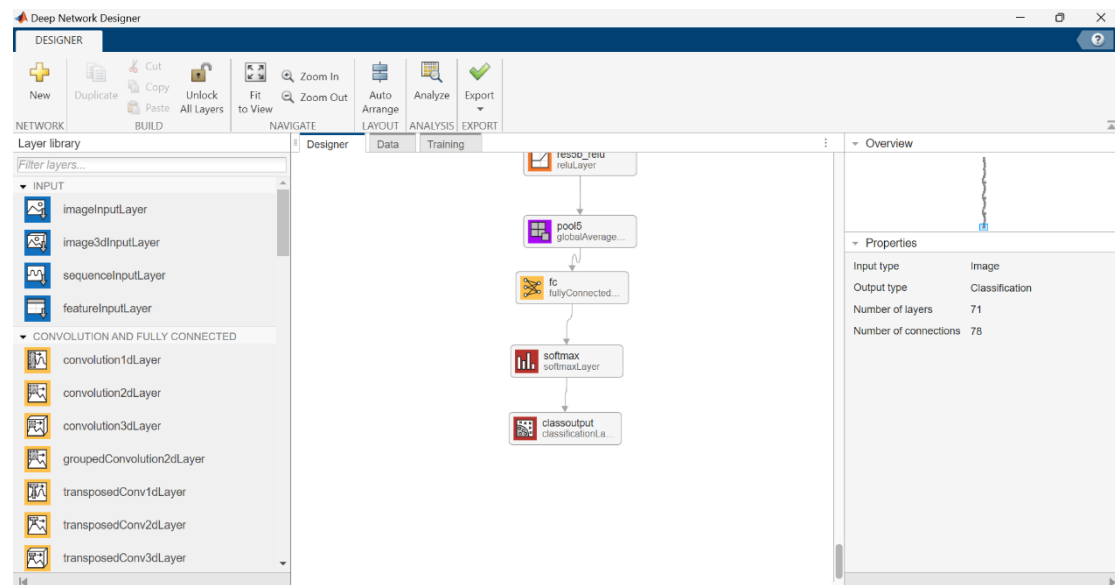 Deep Network Designer
DESIGNER
New
Duplicate
Cut
Copy
Paste
Unlock
All Layers
Fit
to View
Zoom In
Zoom Out
Auto
Arrange
Analyze
Export
NETWORK
BUILD
NAVIGATE
LAYOUT
ANALYSIS
EXPORT
Layer library
Filter layers...
INPUT
imageInputLayer
image3dInputLayer
sequenceInputLayer
featureInputLayer
CONVOLUTION AND FULLY CONNECTED
convolution1dLayer
convolution2dLayer
convolution3dLayer
groupedConvolution2dLayer
transposedConv1dLayer
transposedConv2dLayer
transposedConv3dLayer
Designer
Data
Training
reluLayer
pool5
globalAverage...
fc
fullyConnected...
softmax
softmaxLayer
classoutput
classificationLa...
Overview
Properties
Input type Image
Output type Classification
Number of layers 71
Number of connections 78